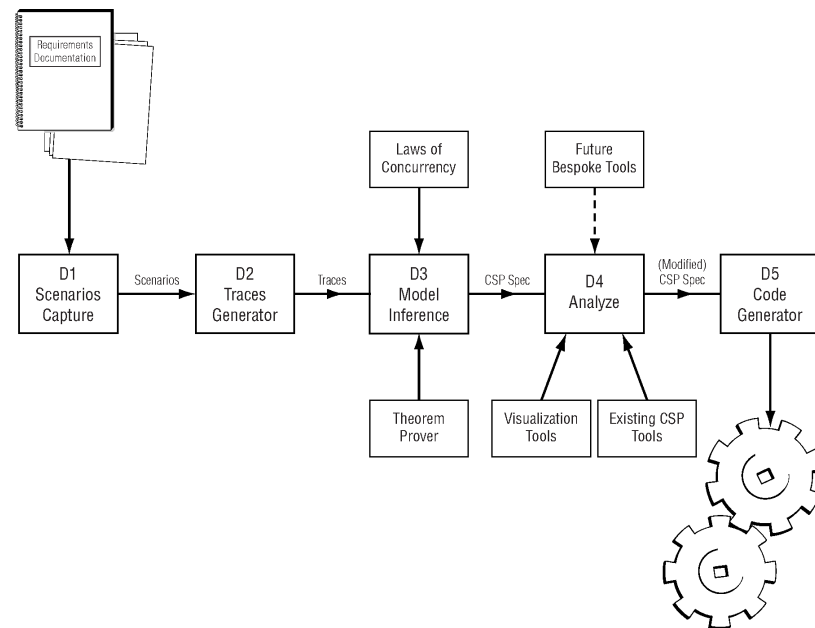 Requirements
Documentation
Laws of
Concurrency
Future
Bespoke Tools
D1
Scenarios
Capture
Scenarios
D2
Traces
Generator
Traces
D3
Model
Inference
CSP Spec
D4
Analyze
(Modified)
CSP Spec
D5
Code
Generator
Theorem
Prover
Visualization
Tools
Existing CSP
Tools